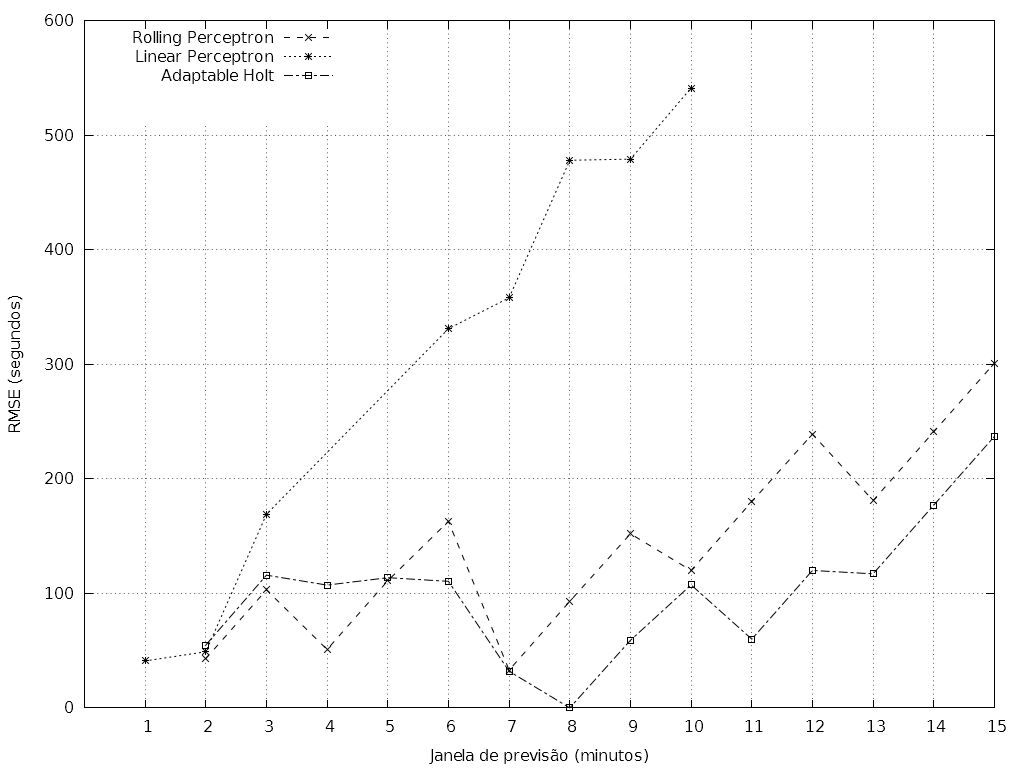 600
500
400
300
200
100
0
RMSE (segundos)
Rolling Perceptron
Linear Perceptron
Adaptable Holt
1 2 3 4 5 6 7 8 9 10 11 12 13 14 15
Janela de previsão (minutos)